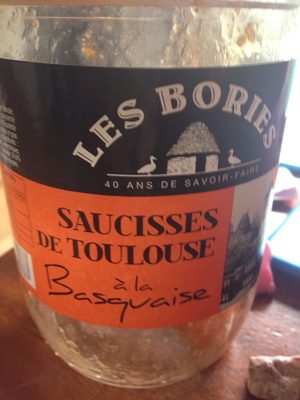 LES BORIES
40 ANS DE SAVOIR-FAIRE
SAUCISSES
DE TOULOUSE
à la
Basquaise